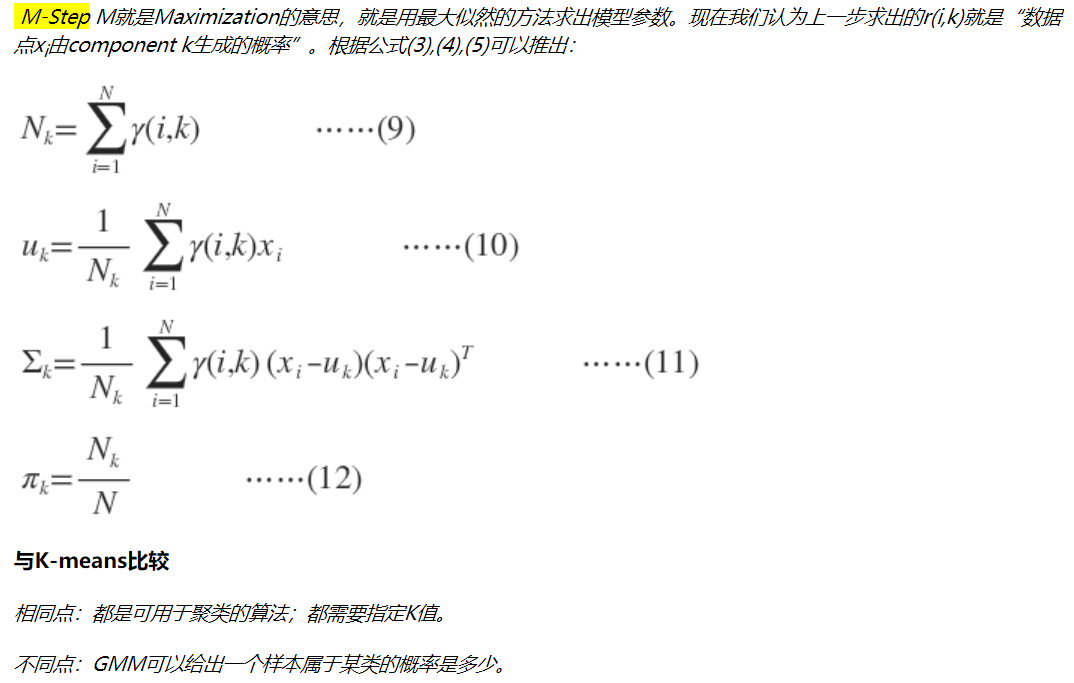 M-Step M就是Maximization的意思，就是用最大似然的方法求出模型参数。现在我们认为上一步求出的r(i,k)就是“数据
点xᵢ由component k生成的概率”。根据公式(3),(4),(5)可以推出：
N_k = \sum_{i=1}^{N} γ(i,k) ······(9)
u_k = \frac{1}{N_k} \sum_{i=1}^{N} γ(i,k)x_i ······(10)
Σ_k = \frac{1}{N_k} \sum_{i=1}^{N} γ(i,k)(x_i−u_k)(x_i−u_k)^T ······(11)
π_k = \frac{N_k}{N} ······(12)
与K-means比较
相同点：都是可用于聚类的算法；都需要指定K值。
不同点：GMM可以给出一个样本属于某类的概率是多少。